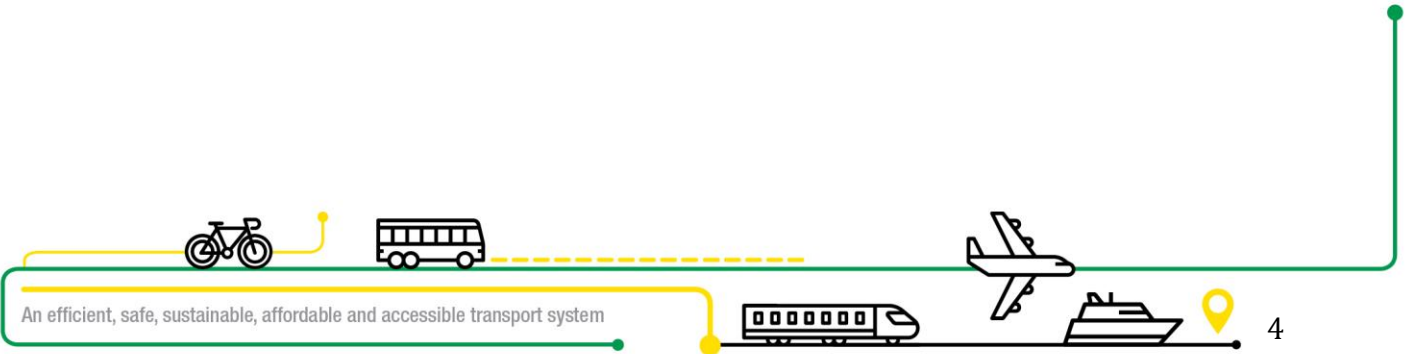 An efficient, safe, sustainable, affordable and accessible transport system
4